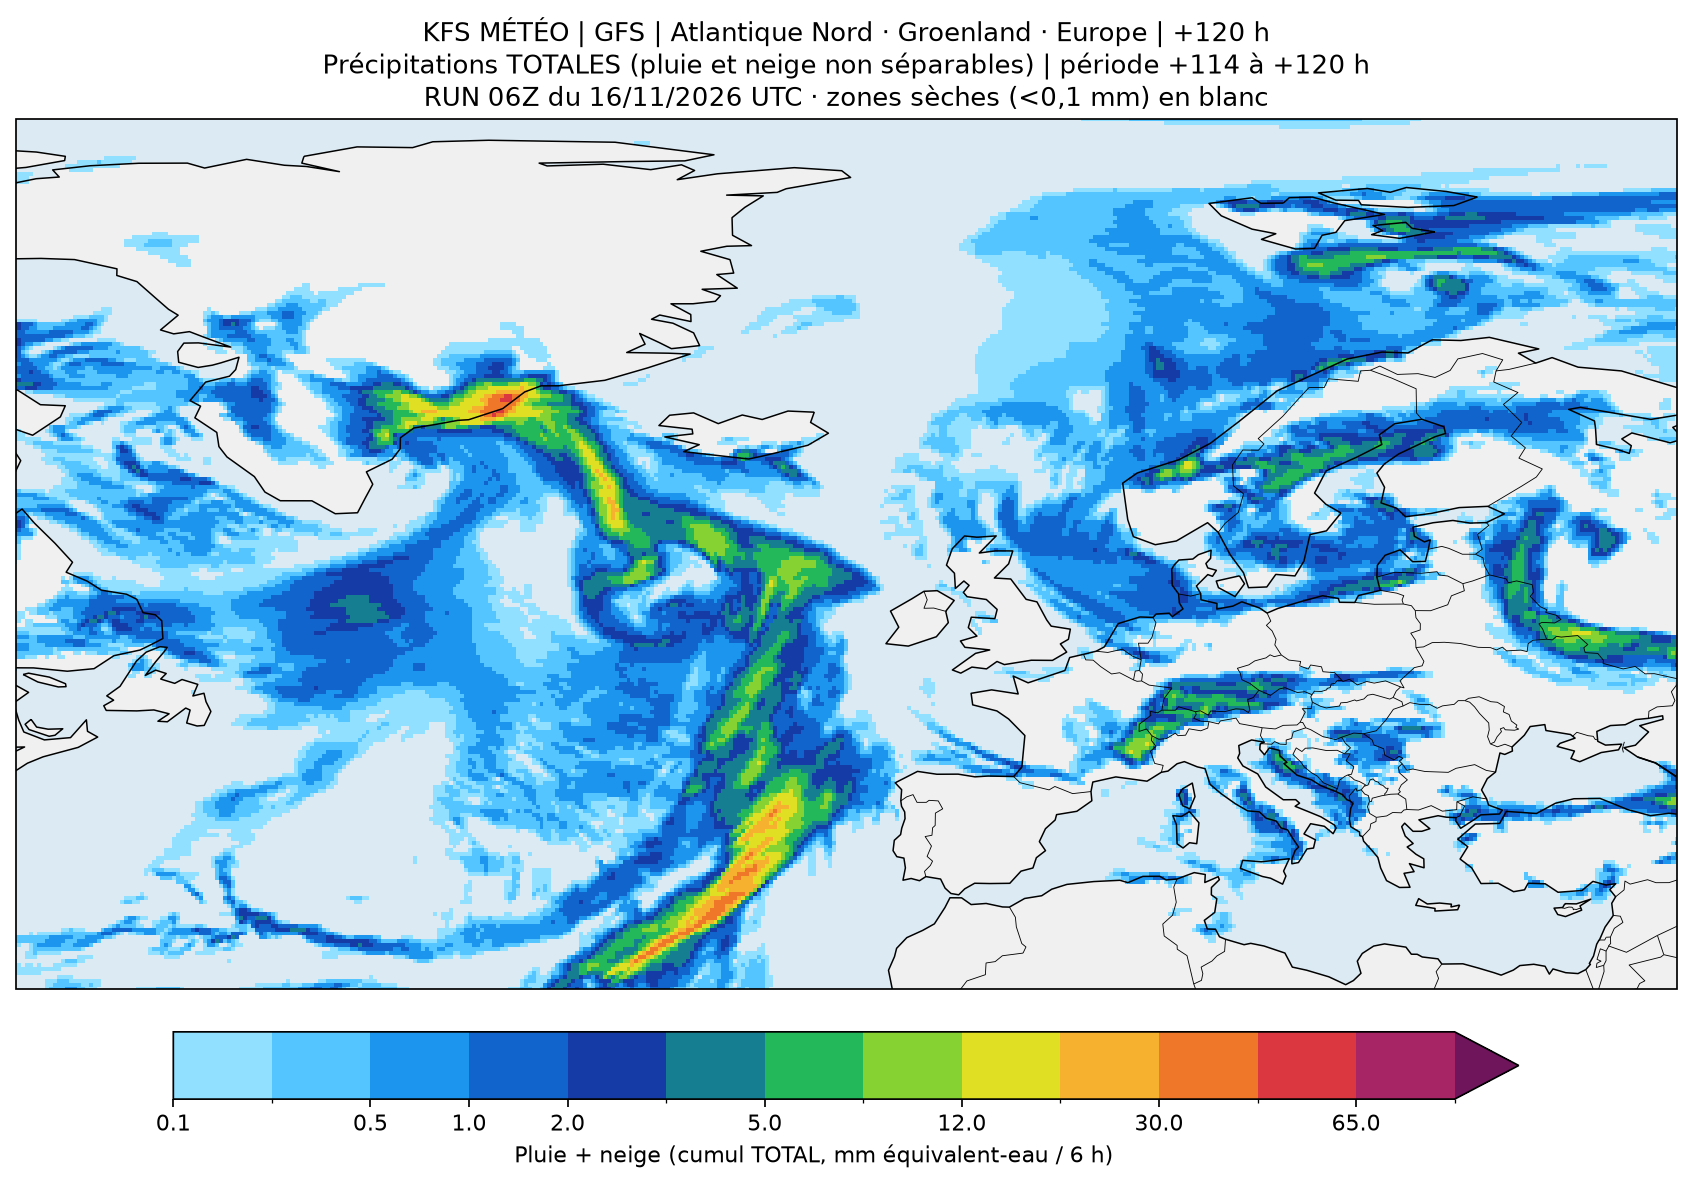 KFS MÉTÉO | GFS | Atlantique Nord · Groenland · Europe | +120 h
Précipitations TOTALES (pluie et neige non séparables) | période +114 à +120 h
RUN 06Z du 16/11/2026 UTC · zones sèches (<0,1 mm) en blanc
0.1 0.5 1.0 2.0 5.0 12.0 30.0 65.0
Pluie + neige (cumul TOTAL, mm équivalent-eau / 6 h)